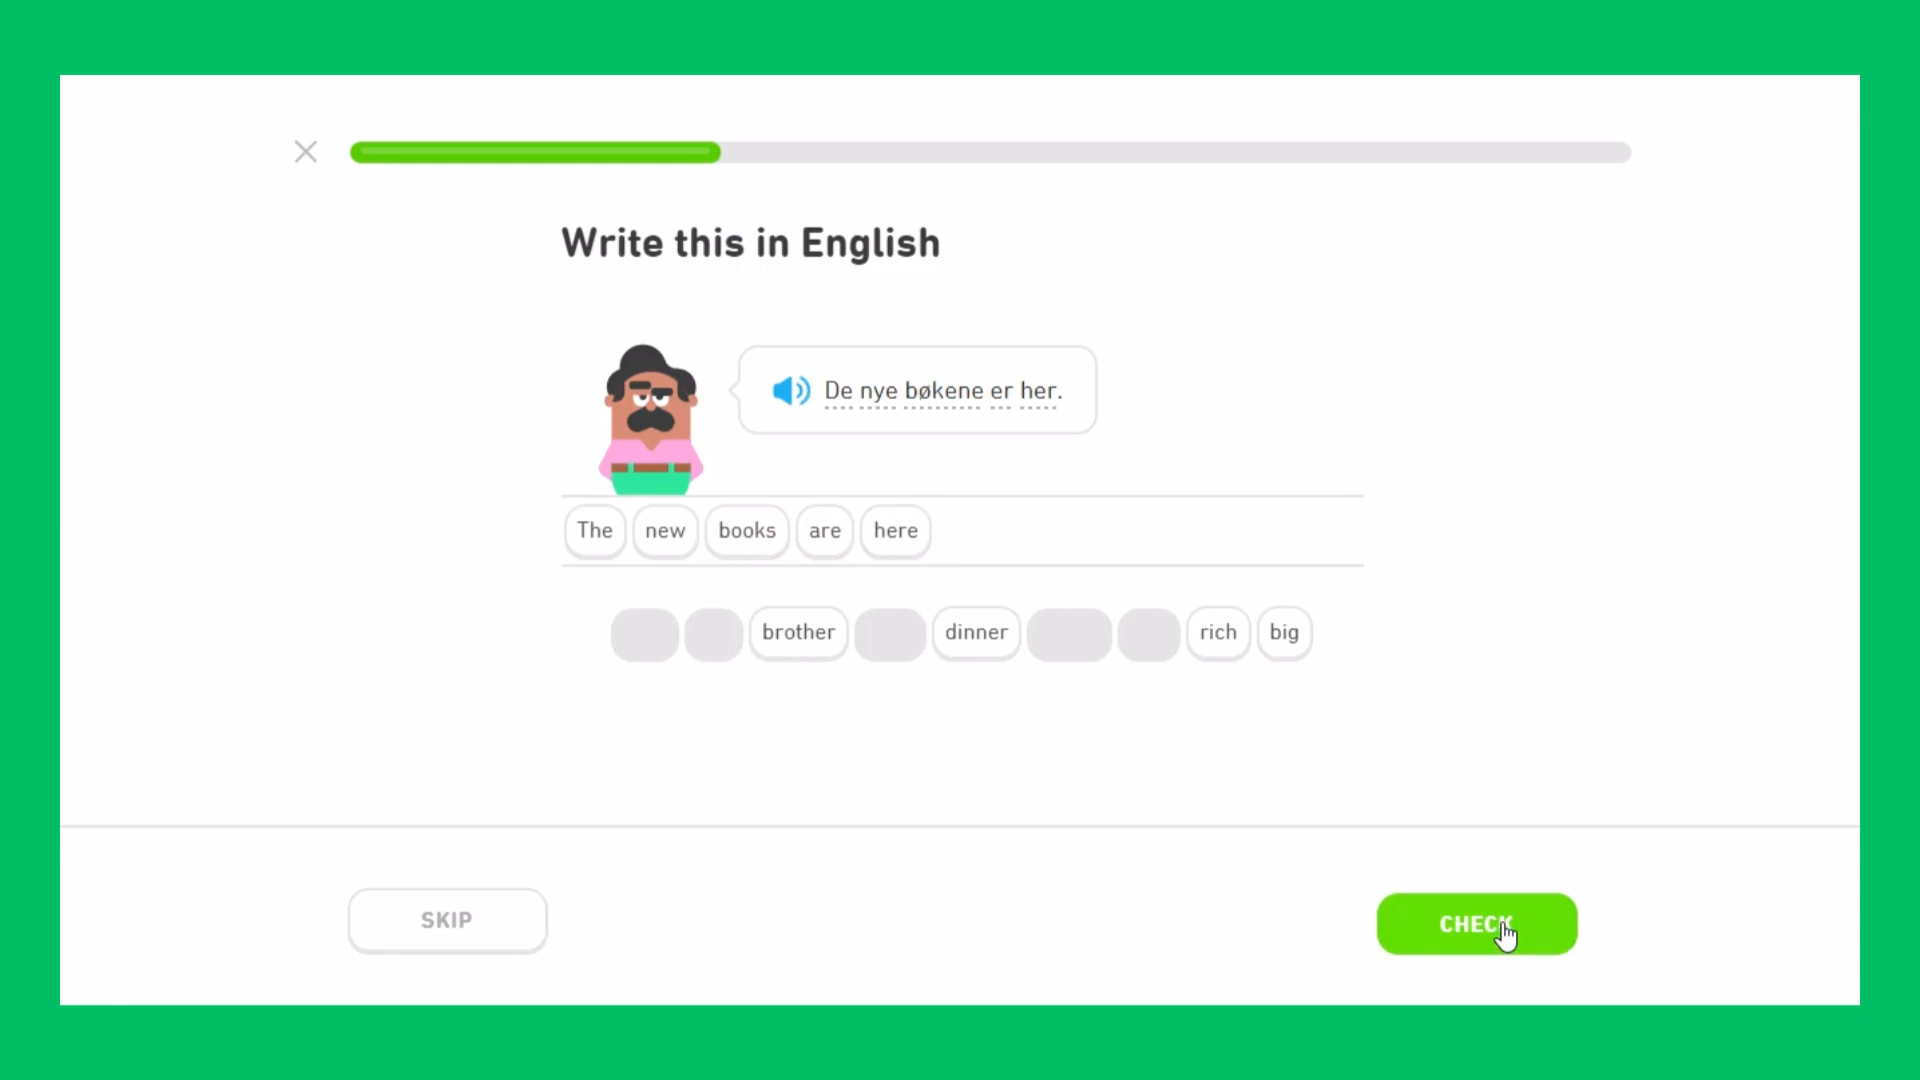 Write this in English
De nye bøkene er her.
The new books are here
brother dinner rich big
SKIP
CHECK